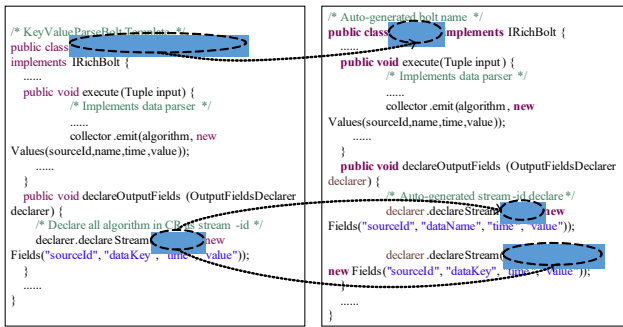 /* KeyValueParseBolt Template */
public class
implements IRichBolt {
......
public void execute(Tuple input) {
/* Implements data parser */
......
collector.emit(algorithm, new
Values(sourceId,name,time,value));
......
}
public void declareOutputFields (OutputFieldsDeclarer
declarer) {
/* Declare all algorithm in CR as stream -id */
declarer.declareStream( new
Fields("sourceId", "dataKey", "time", "value"));
}
......
}
/* Auto-generated bolt name */
public class implements IRichBolt {
......
public void execute(Tuple input) {
/* Implements data parser */
......
collector.emit(algorithm, new
Values(sourceId,name,time,value));
......
}
public void declareOutputFields (OutputFieldsDeclarer
declarer) {
/* Auto-generated stream-id declare */
declarer.declareStream( new
Fields("sourceId", "dataName", "time", "value"));
declarer.declareStream(
new Fields("sourceId", "dataKey", "time", "value"));
}
......
}